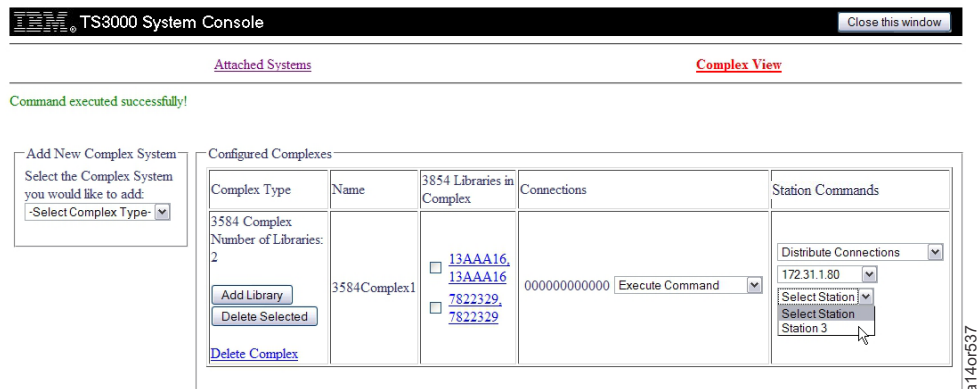 IBM® TS3000 System Console
Close this window
Attached Systems
Complex View
Command executed successfully!
Add New Complex System
Select the Complex System
you would like to add:
-Select Complex Type-
Configured Complexes
Complex Type
Name
3854 Libraries in
Complex
Connections
Station Commands
3584 Complex
Number of Libraries:
2
Add Library
Delete Selected
Delete Complex
3584Complex1
13AAA16,
13AAA16
7822329,
7822329
000000000000 Execute Command
Distribute Connections
172.31.1.80
Select Station
Select Station
Station 3
a14or537